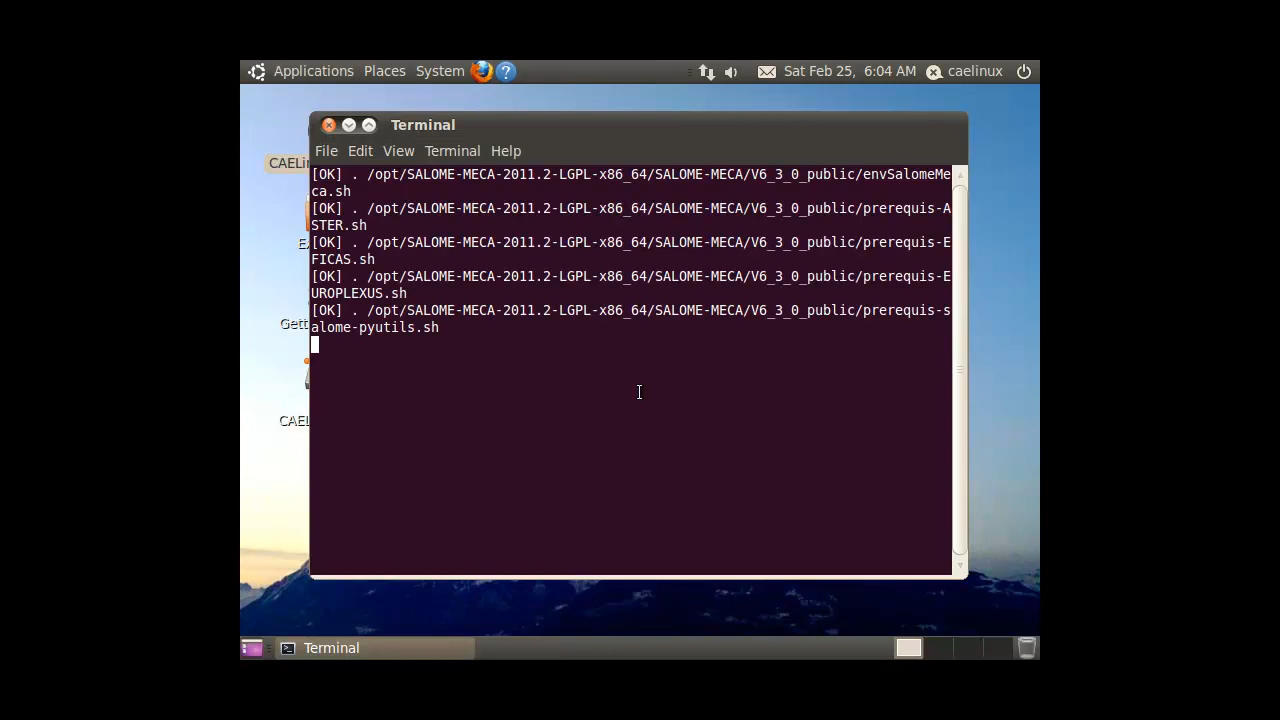 Applications Places System Sat Feb 25, 6:04 AM caelinux
Terminal
File Edit View Terminal Help
[OK] . /opt/SALOME-MECA-2011.2-LGPL-x86_64/SALOME-MECA/V6_3_0_public/envSalomeMe
ca.sh
[OK] . /opt/SALOME-MECA-2011.2-LGPL-x86_64/SALOME-MECA/V6_3_0_public/prerequis-A
STER.sh
[OK] . /opt/SALOME-MECA-2011.2-LGPL-x86_64/SALOME-MECA/V6_3_0_public/prerequis-E
FICAS.sh
[OK] . /opt/SALOME-MECA-2011.2-LGPL-x86_64/SALOME-MECA/V6_3_0_public/prerequis-E
UROPLEXUS.sh
[OK] . /opt/SALOME-MECA-2011.2-LGPL-x86_64/SALOME-MECA/V6_3_0_public/prerequis-s
alome-pyutils.sh
CAELi
Gett
CAEL
Terminal